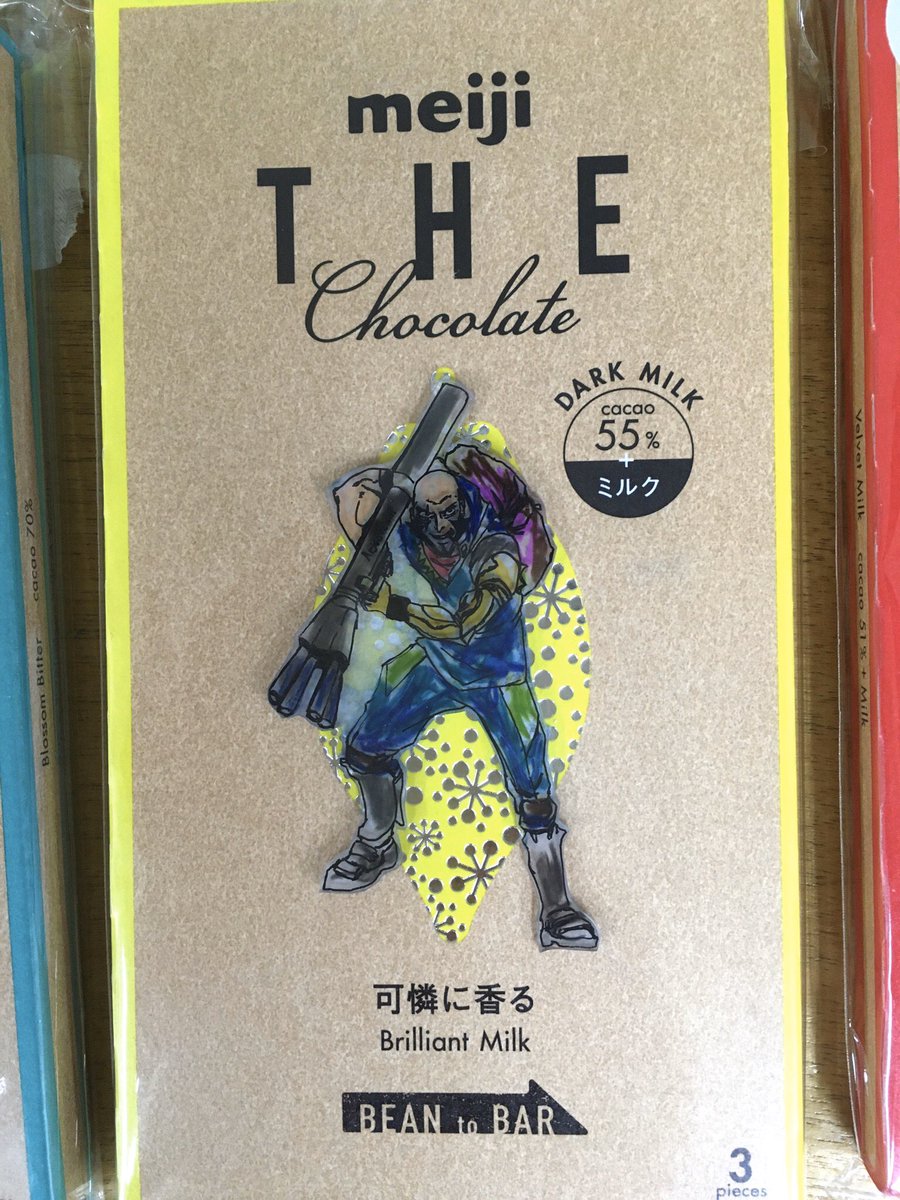 meiji
THE
Chocolate
DARK MILK
cacao
55%
+
ミルク
可憐に香る
Brilliant Milk
BEAN to BAR
3
pieces
Blossom Bitter cacao 70%
Velvet Milk cacao 51% + Milk